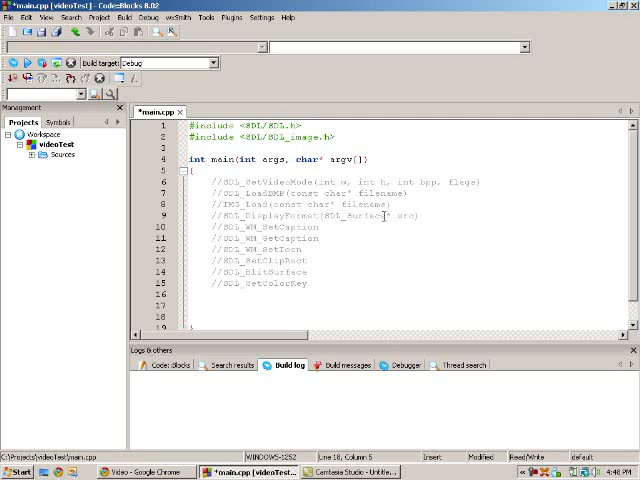 *main.cpp [videoTest] - Code::Blocks 8.02
File Edit View Search Project Build Debug wxSmith Tools Plugins Settings Help
Build target: Debug
Management
Projects Symbols
Workspace
videoTest
Sources
*main.cpp
1 #include <SDL/SDL.h>
2 #include <SDL/SDL_image.h>
3
4 int main(int args, char* argv[])
5 {
6 //SDL_SetVideoMode(int w, int h, int bpp, flags)
7 //SDL_LoadBMP(const char* filename)
8 //IMG_Load(const char* filename)
9 //SDL_DisplayFormat(SDL_Surface* src)
10 //SDL_WM_SetCaption
11 //SDL_WM_GetCaption
12 //SDL_WM_SetIcon
13 //SDL_SetClipRect
14 //SDL_BlitSurface
15 //SDL_SetColorKey
16
17
18
19 }
Logs & others
Code::Blocks Search results Build log Build messages Debugger Thread search
C:\Projects\videoTest\main.cpp WINDOWS-1252 Line 18, Column 5 Insert Modified Read/Write default
Start Video - Google Chrome *main.cpp [videoTest]... Camtasia Studio - Untitle... 4:48 PM